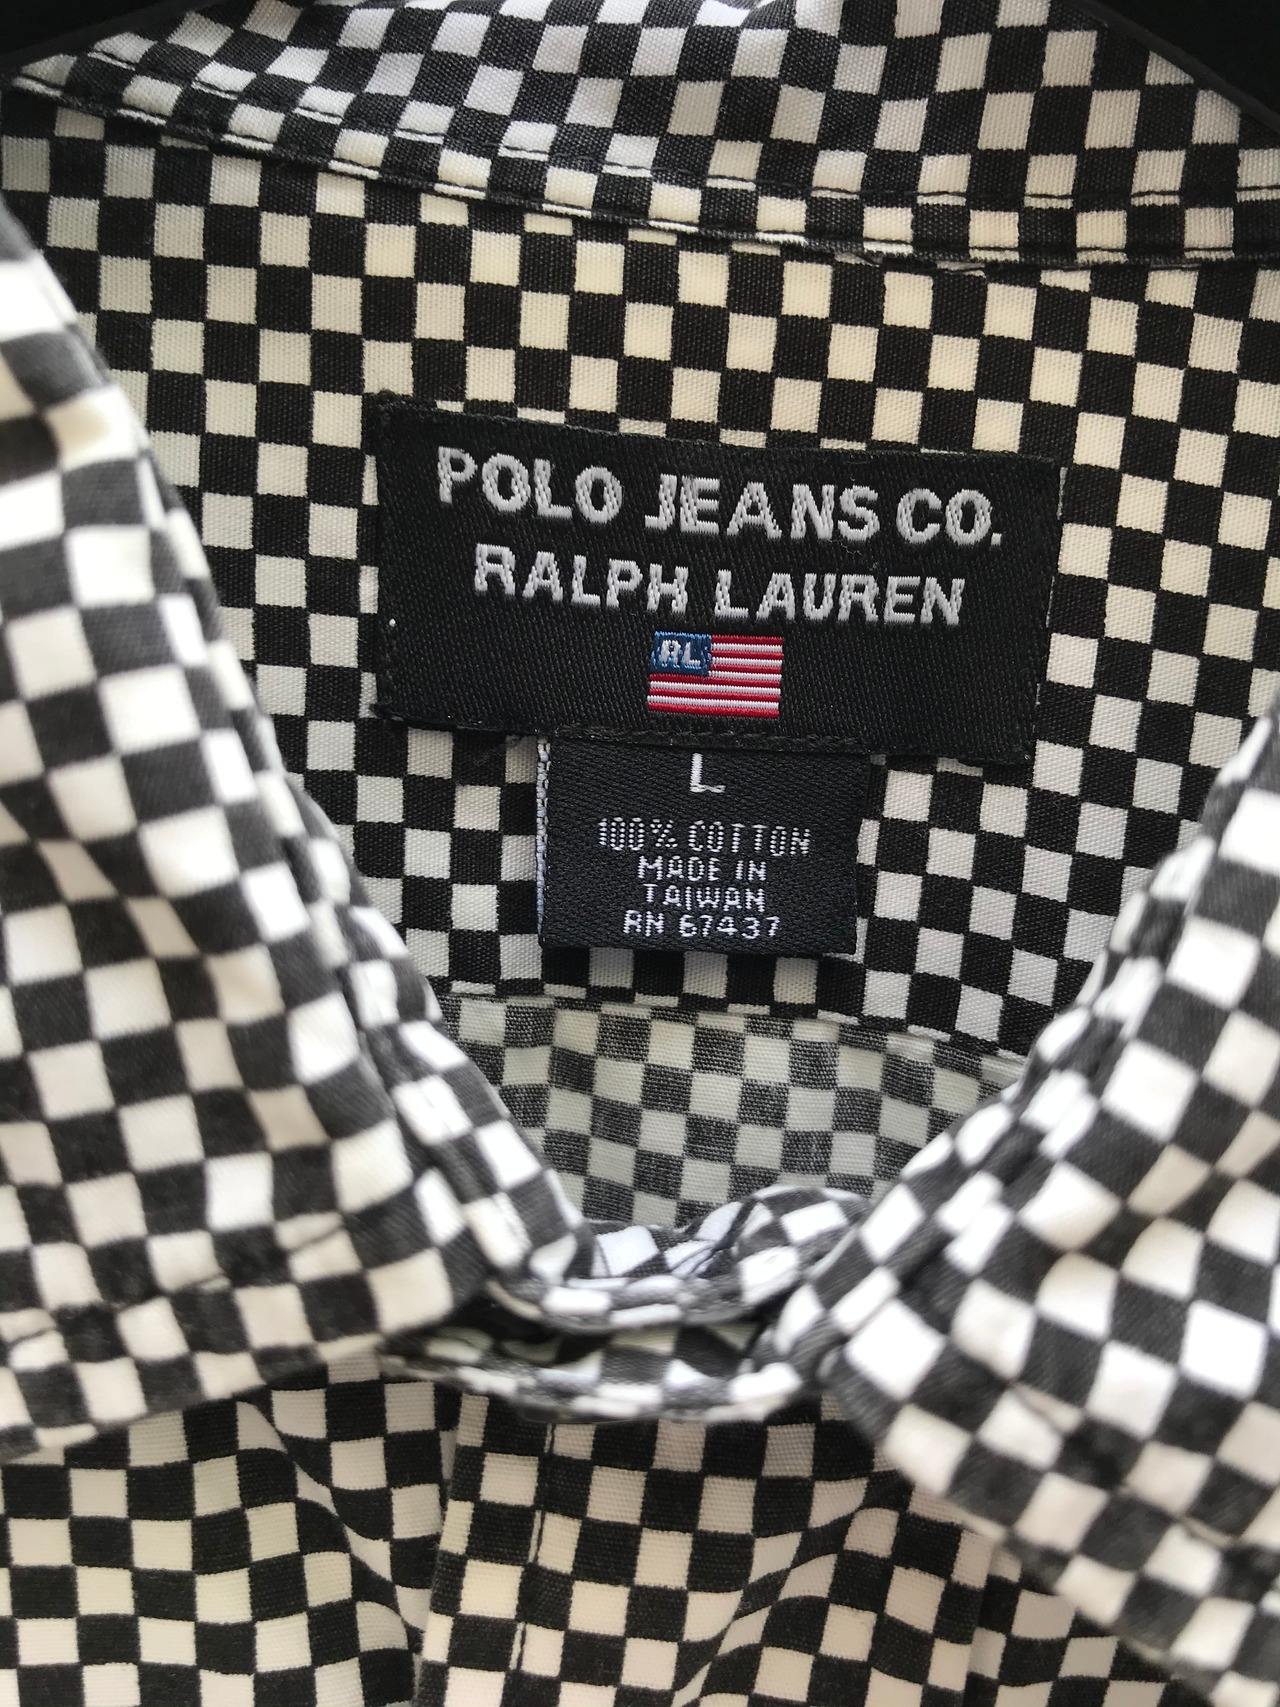 POLO JEANS CO.
RALPH LAUREN
RL
L
100% COTTON
MADE IN
TAIWAN
RN 67437